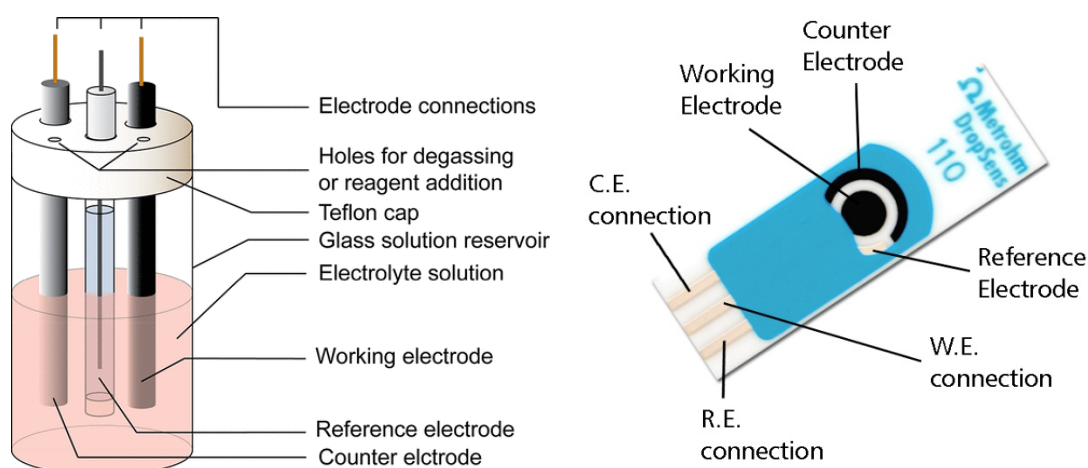 Electrode connections
Holes for degassing
or reagent addition
Teflon cap
Glass solution reservoir
Electrolyte solution
Working electrode
Reference electrode
Counter elctrode
Counter
Electrode
Working
Electrode
C.E.
connection
Ω Metrohm
DropSens
110
Reference
Electrode
W.E.
connection
R.E.
connection